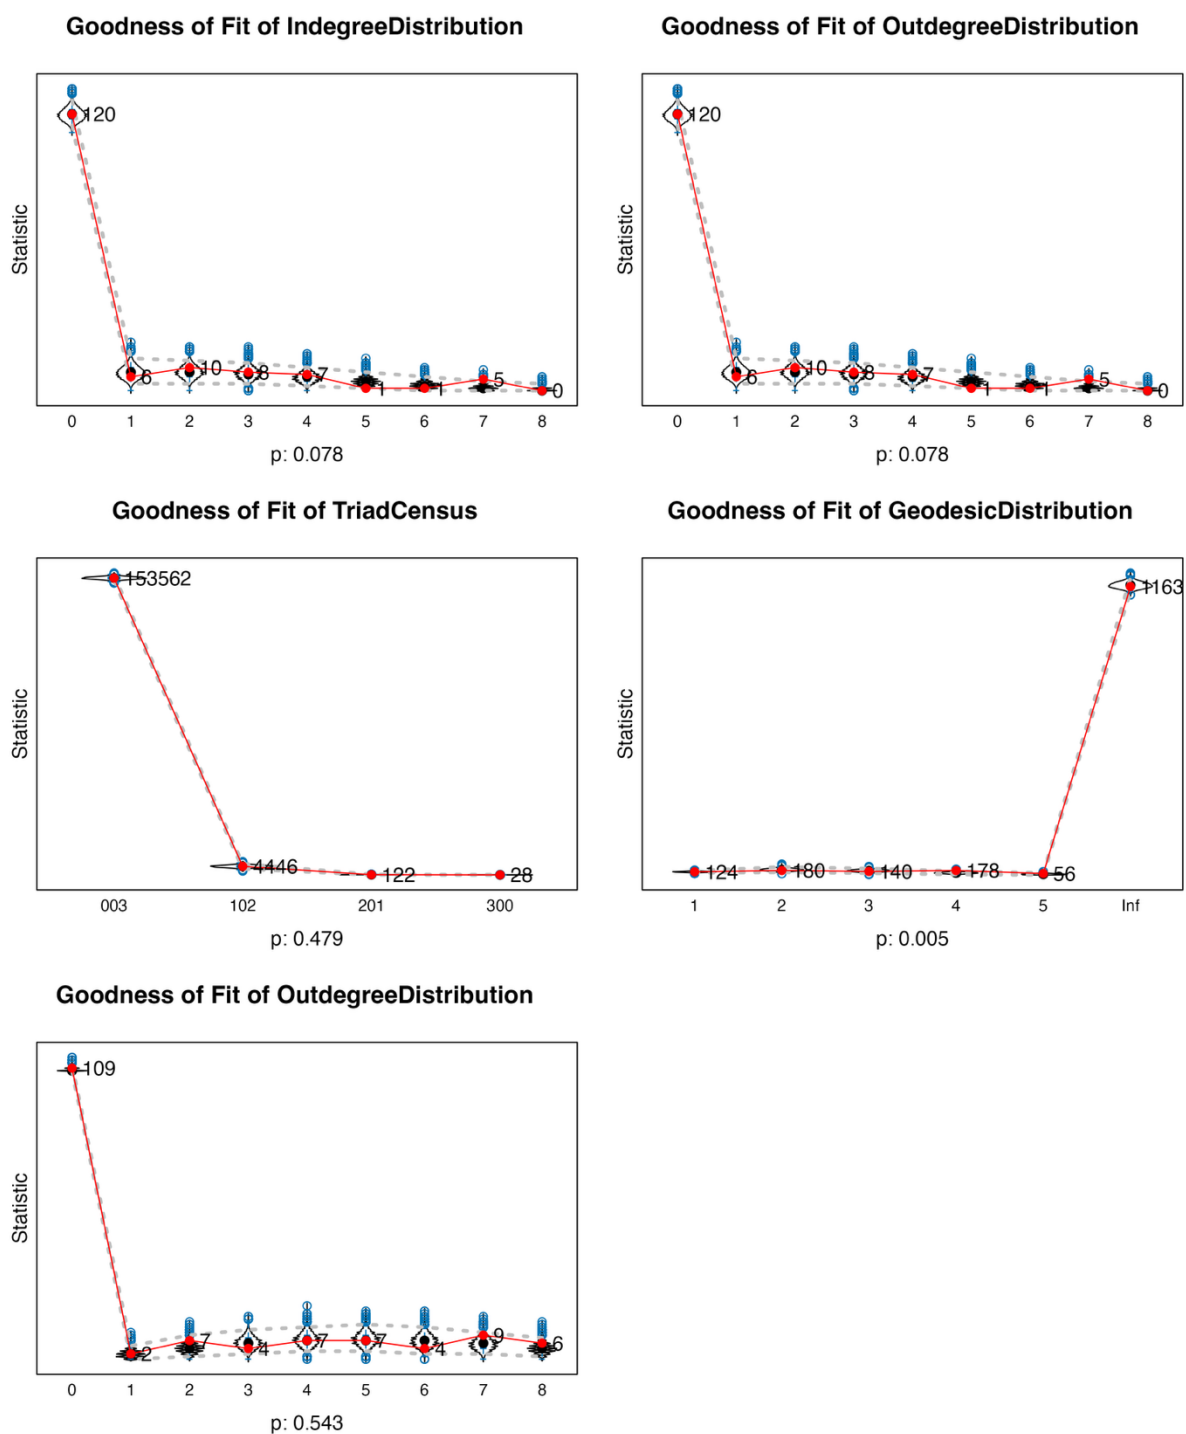 Goodness of Fit of IndegreeDistribution
Statistic
120
6
10
8
7
1
1
5
0
0 1 2 3 4 5 6 7 8
p: 0.078
Goodness of Fit of OutdegreeDistribution
Statistic
120
6
10
8
7
1
1
5
0
0 1 2 3 4 5 6 7 8
p: 0.078
Goodness of Fit of TriadCensus
Statistic
153562
4446
122
28
003 102 201 300
p: 0.479
Goodness of Fit of GeodesicDistribution
Statistic
124
180
140
178
56
1163
1 2 3 4 5 Inf
p: 0.005
Goodness of Fit of OutdegreeDistribution
Statistic
109
2
7
4
7
7
4
9
6
0 1 2 3 4 5 6 7 8
p: 0.543